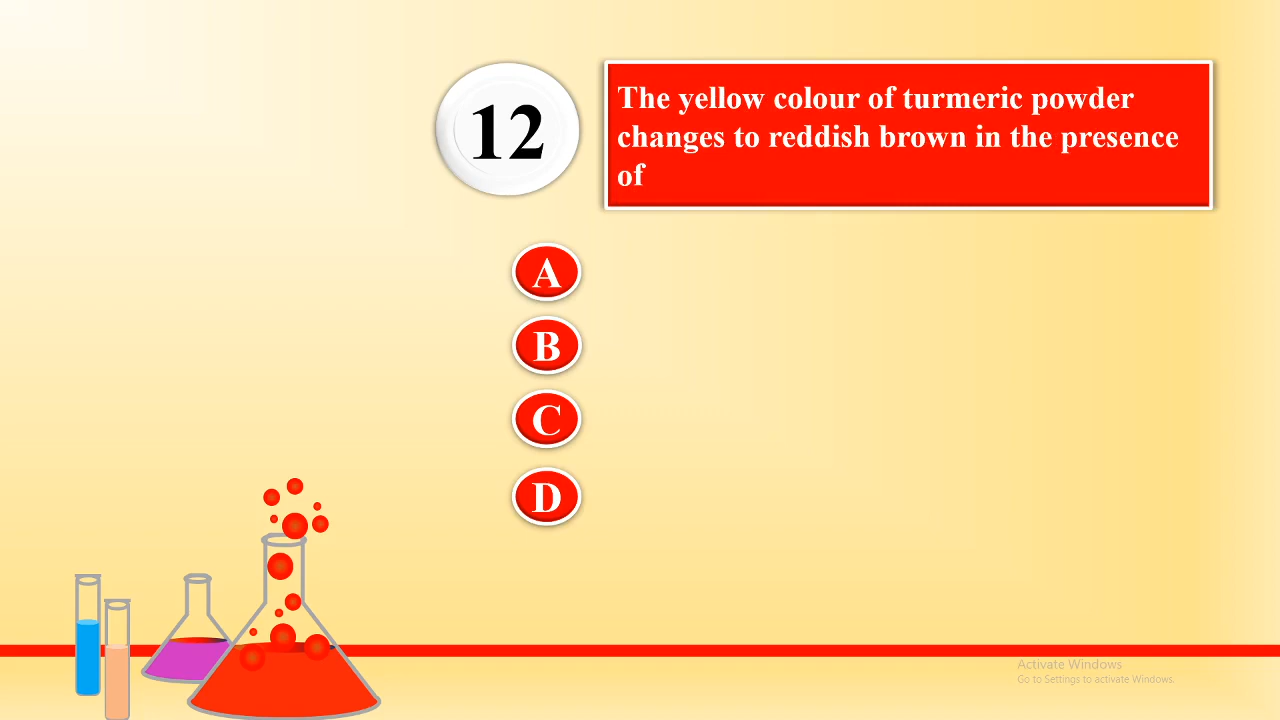 12
The yellow colour of turmeric powder
changes to reddish brown in the presence
of
A
B
C
D
Activate Windows
Go to Settings to activate Windows.